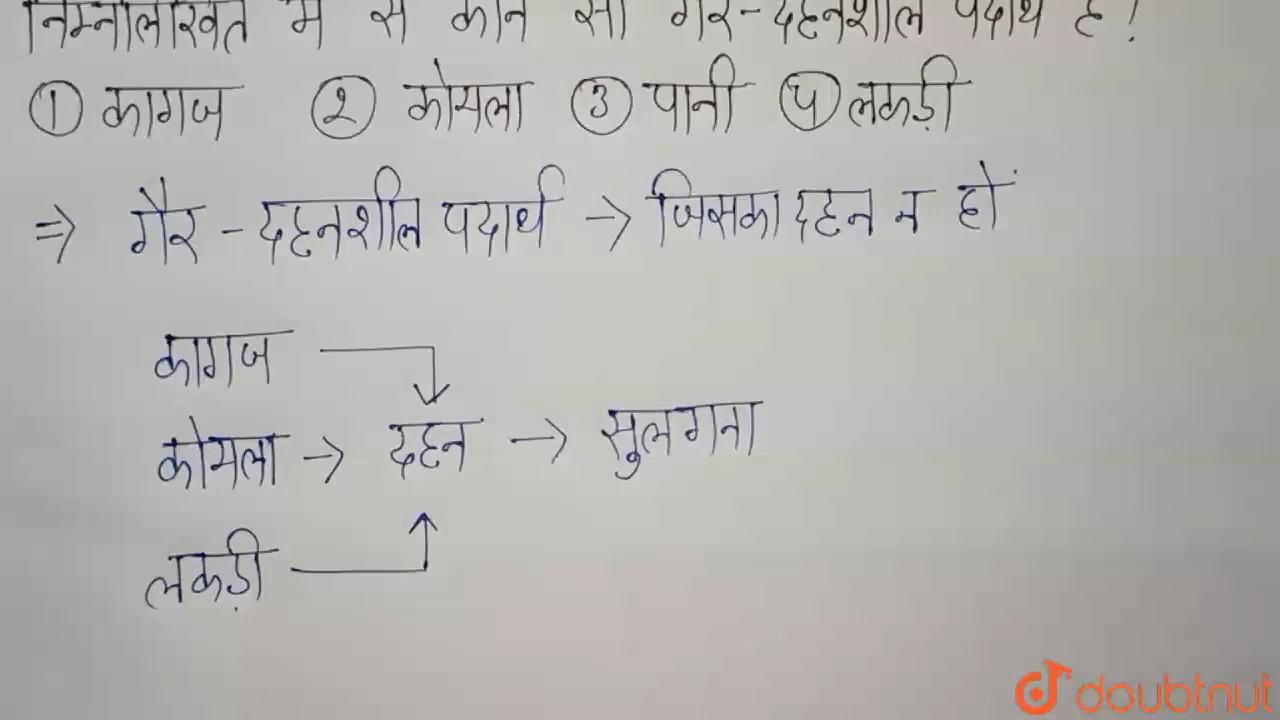 निम्नलिखित में से कौन सा गैर-दहनशील पदार्थ है?
① कागज ② कोयला ③ पानी ④ लकड़ी
⇒ गैर - दहनशील पदार्थ → जिसका दहन न हों
कागज
कोयला → दहन → सुलगना
लकड़ी
doubtnut